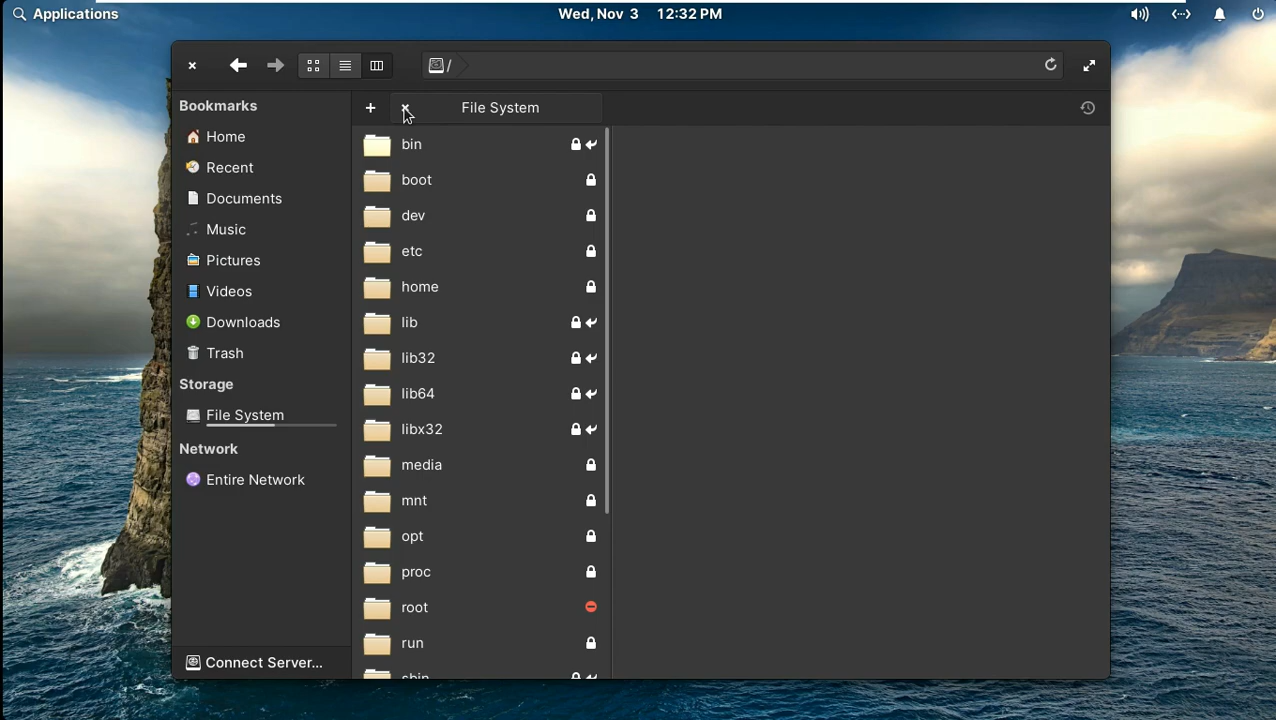 Applications
Wed, Nov 3 12:32 PM
/
Bookmarks
File System
Home
Recent
Documents
Music
Pictures
Videos
Downloads
Trash
Storage
File System
Network
Entire Network
Connect Server...
bin
boot
dev
etc
home
lib
lib32
lib64
libx32
media
mnt
opt
proc
root
run
sbin